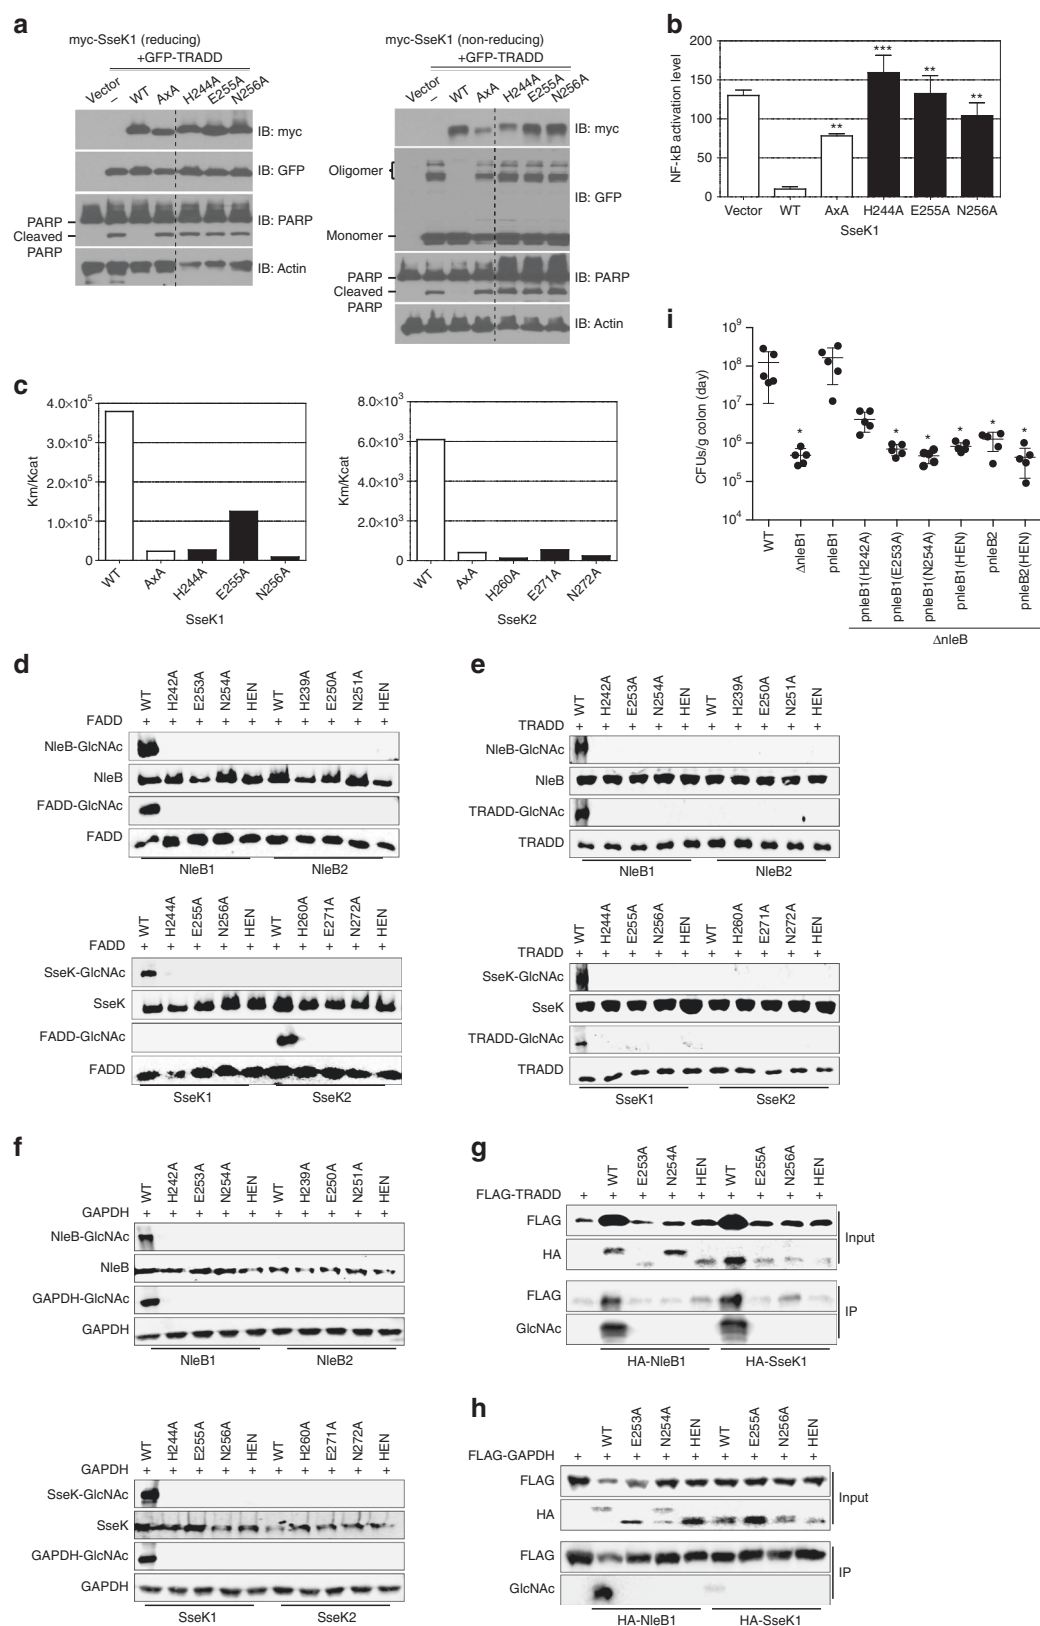 a
myc-SseK1 (reducing)
+GFP-TRADD
Vector – WT AxA H244A E255A N256A
IB: myc
IB: GFP
PARP
IB: PARP
Cleaved
PARP
IB: Actin
myc-SseK1 (non-reducing)
+GFP-TRADD
Vector – WT AxA H244A E255A N256A
IB: myc
Oligomer
IB: GFP
Monomer
PARP
IB: PARP
Cleaved
PARP
IB: Actin
b
NF-kB activation level
200
150
100
50
0
** *** ** **
Vector WT AxA H244A E255A N256A
SseK1
c
Km/Kcat
4.0×10⁵
3.0×10⁵
2.0×10⁵
1.0×10⁵
0
WT AxA H244A E255A N256A
SseK1
Km/Kcat
8.0×10³
6.0×10³
4.0×10³
2.0×10³
0
WT AxA H260A E271A N272A
SseK2
i
CFUs/g colon (day)
10⁹
10⁸
10⁷
10⁶
10⁵
10⁴
* * * * * *
WT ΔnleB1 pnleB1 pnleB1(H242A) pnleB1(E253A) pnleB1(N254A) pnleB1(HEN) pnleB2 pnleB2(HEN)
ΔnleB
d
WT H242A E253A N254A HEN WT H239A E250A N251A HEN
FADD + + + + + + + + + +
NleB-GlcNAc
NleB
FADD-GlcNAc
FADD
NleB1 NleB2
WT H244A E255A N256A HEN WT H260A E271A N272A HEN
FADD + + + + + + + + + +
SseK-GlcNAc
SseK
FADD-GlcNAc
FADD
SseK1 SseK2
e
WT H242A E253A N254A HEN WT H239A E250A N251A HEN
TRADD + + + + + + + + + +
NleB-GlcNAc
NleB
TRADD-GlcNAc
TRADD
NleB1 NleB2
WT H244A E255A N256A HEN WT H260A E271A N272A HEN
TRADD + + + + + + + + + +
SseK-GlcNAc
SseK
TRADD-GlcNAc
TRADD
SseK1 SseK2
f
WT H242A E253A N254A HEN WT H239A E250A N251A HEN
GAPDH + + + + + + + + + +
NleB-GlcNAc
NleB
GAPDH-GlcNAc
GAPDH
NleB1 NleB2
WT H244A E255A N256A HEN WT H260A E271A N272A HEN
GAPDH + + + + + + + + + +
SseK-GlcNAc
SseK
GAPDH-GlcNAc
GAPDH
SseK1 SseK2
g
WT E253A N254A HEN WT E255A N256A HEN
FLAG-TRADD + + + + + + + + +
FLAG
Input
HA
FLAG
IP
GlcNAc
HA-NleB1 HA-SseK1
h
WT E253A N254A HEN WT E255A N256A HEN
FLAG-GAPDH + + + + + + + + +
FLAG
Input
HA
FLAG
IP
GlcNAc
HA-NleB1 HA-SseK1